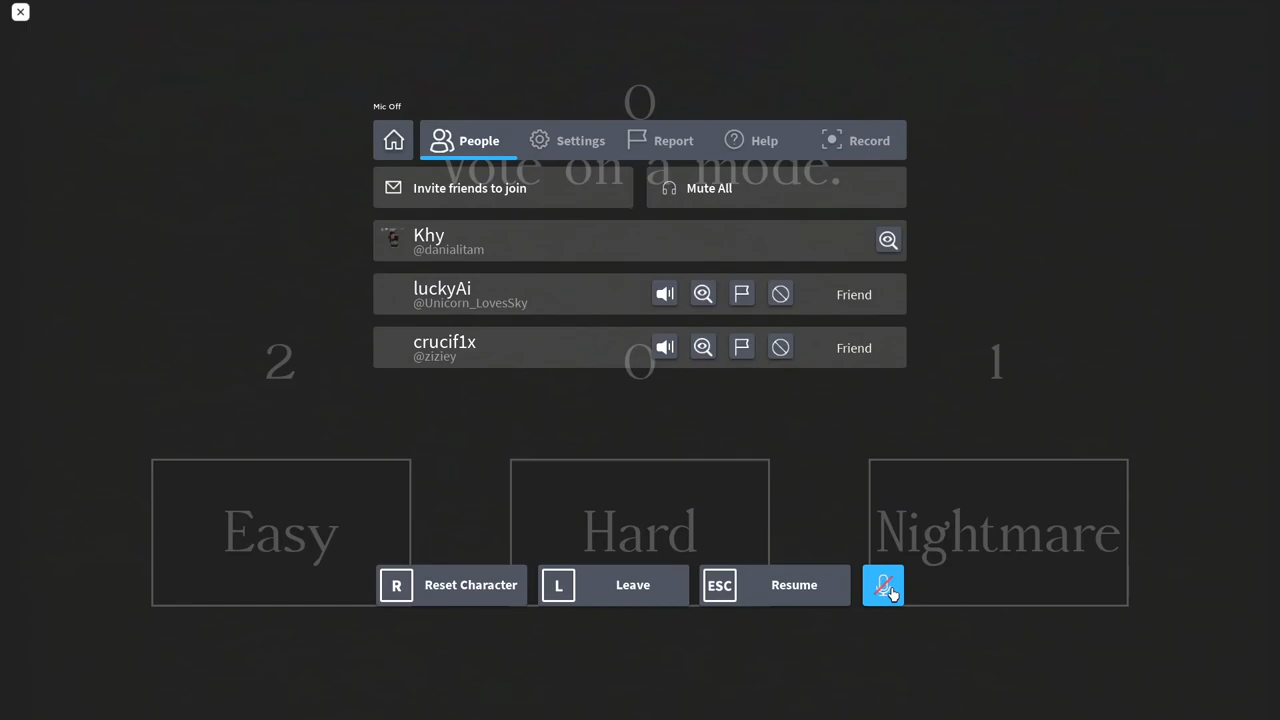 Mic Off
0
People
Settings
Report
Help
Record
Vote on a mode.
Invite friends to join
Mute All
Khy
@danialitam
luckyAi
@Unicorn_LovesSky
Friend
crucif1x
@ziziey
Friend
2
0
1
Easy
Hard
Nightmare
R
Reset Character
L
Leave
ESC
Resume